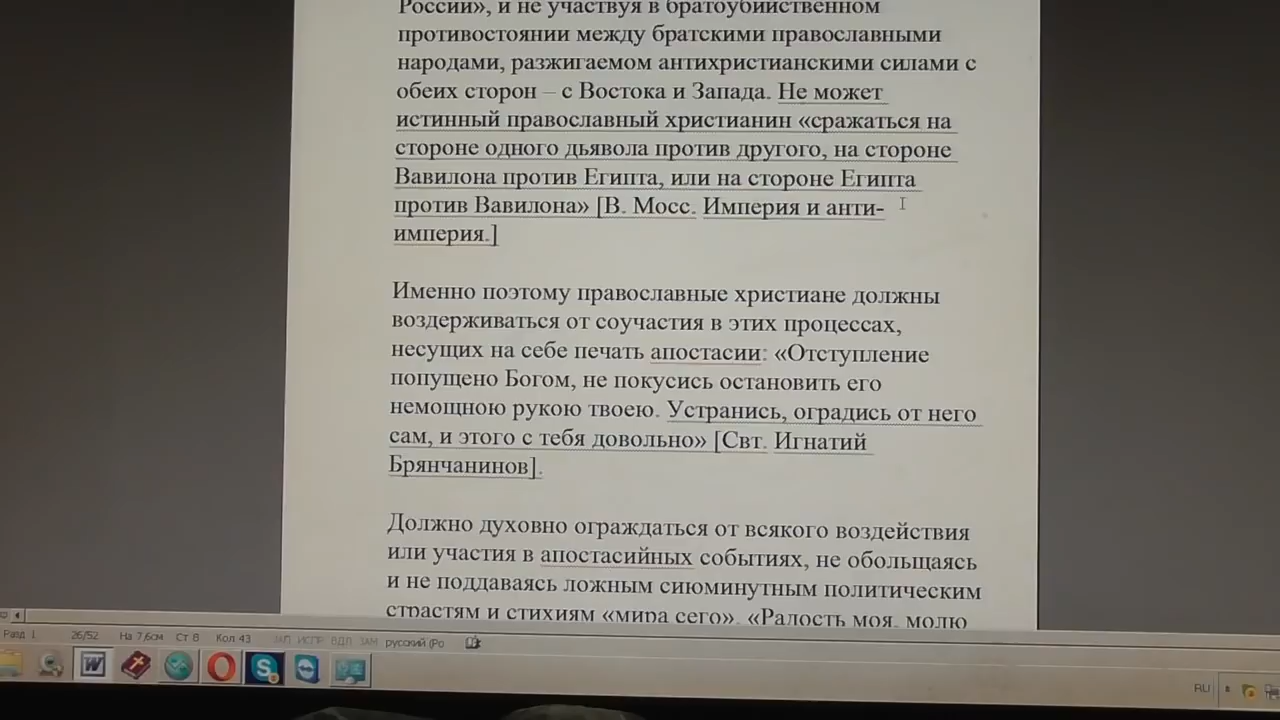 России», и не участвуя в братоубийственном
противостоянии между братскими православными
народами, разжигаемом антихристианскими силами с
обеих сторон – с Востока и Запада. Не может
истинный православный христианин «сражаться на
стороне одного дьявола против другого, на стороне
Вавилона против Египта, или на стороне Египта
против Вавилона» [В. Мосс. Империя и анти-
империя.]
Именно поэтому православные христиане должны
воздерживаться от соучастия в этих процессах,
несущих на себе печать апостасии: «Отступление
попущено Богом, не покусись остановить его
немощною рукою твоею. Устранись, оградись от него
сам, и этого с тебя довольно» [Свт. Игнатий
Брянчанинов].
Должно духовно ограждаться от всякого воздействия
или участия в апостасийных событиях, не обольщаясь
и не поддаваясь ложным сиюминутным политическим
страстям и стихиям «мира сего». «Радость моя, молю
Разд 1 26/52 На 7,6см Ст 8 Кол 43 ЗАП ИСПР ВДЛ ЗАМ русский (Ро
RU